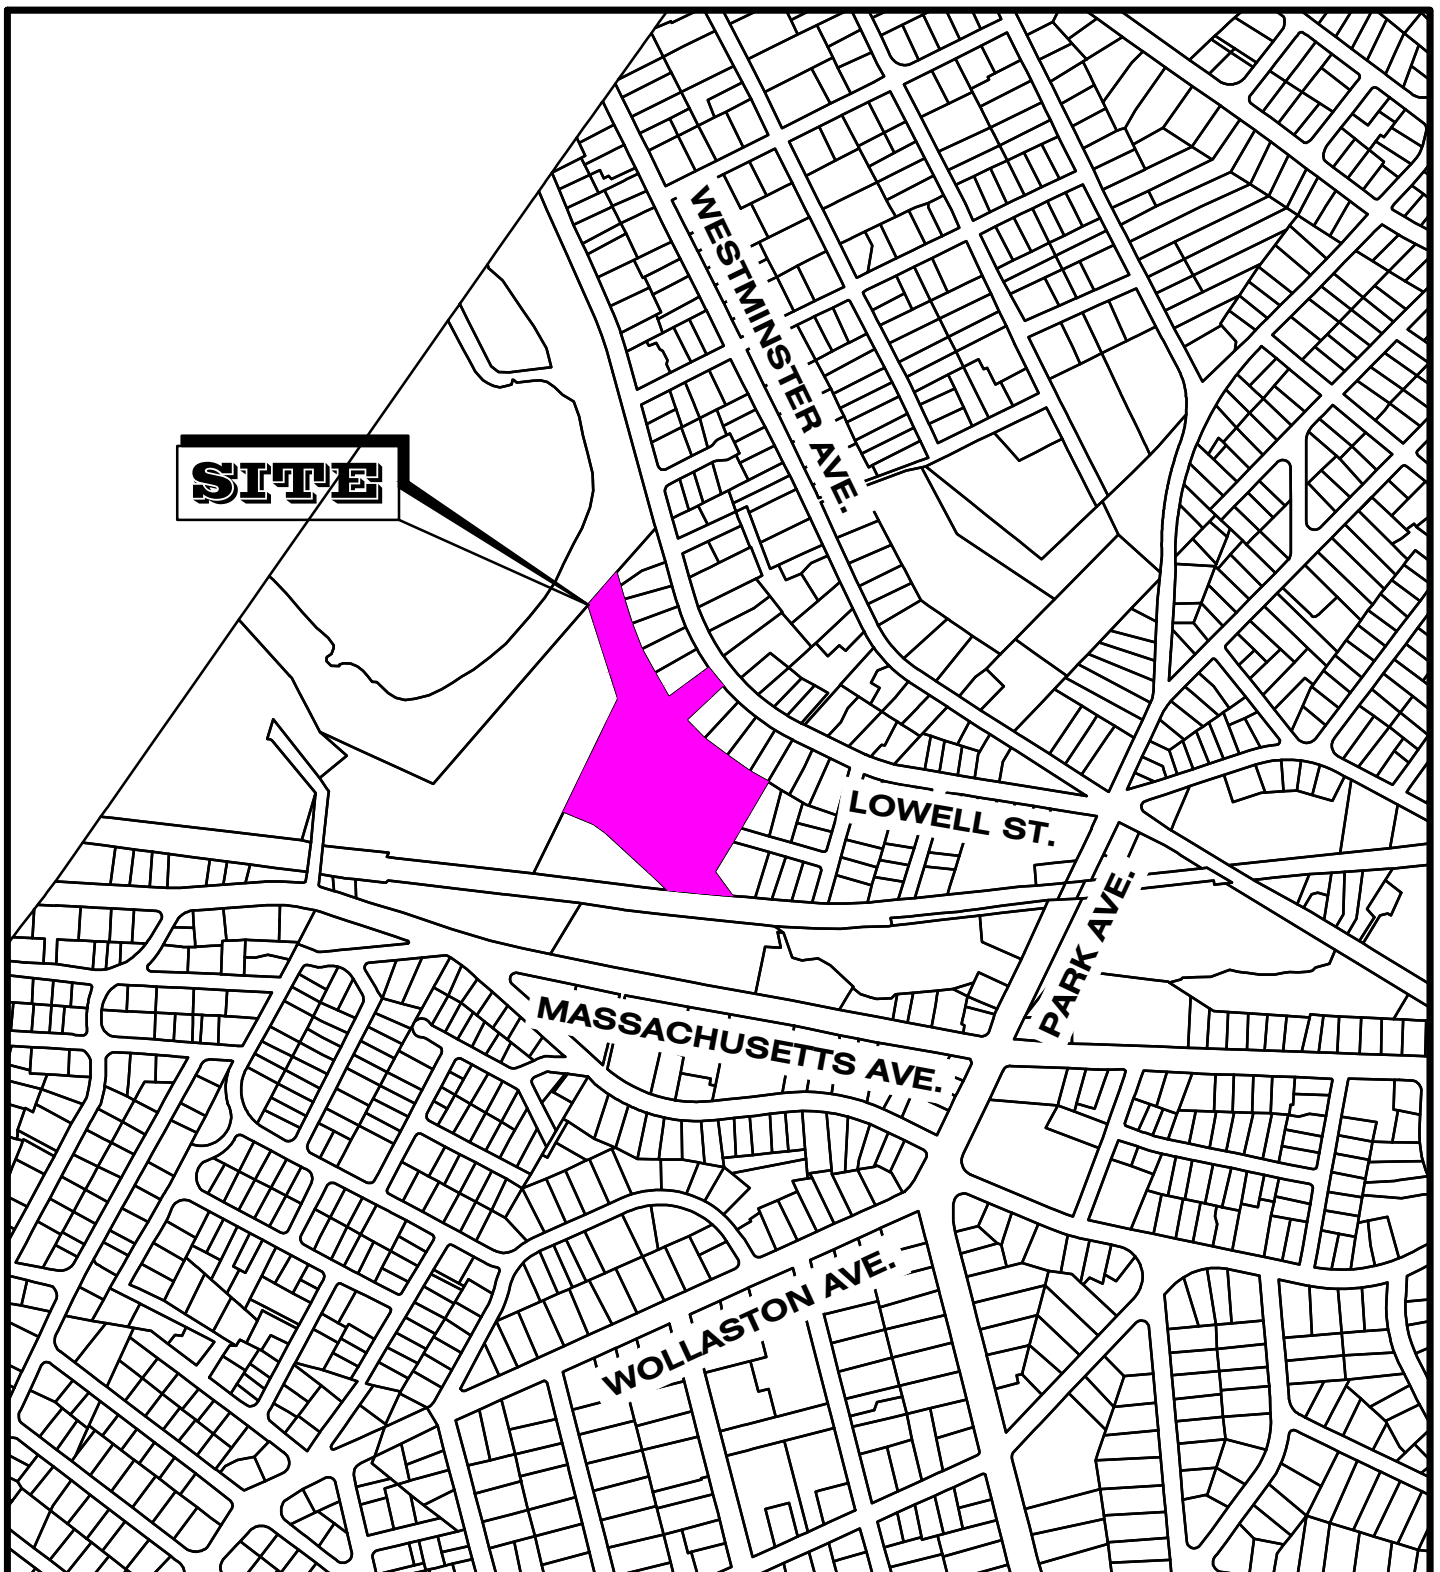 WESTMINSTER AVE.
SITE
LOWELL ST.
PARK AVE.
MASSACHUSETTS AVE.
WOLLASTON AVE.